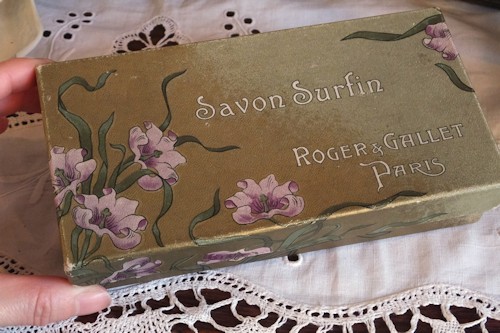 Savon Surfin
Roger & Gallet
Paris